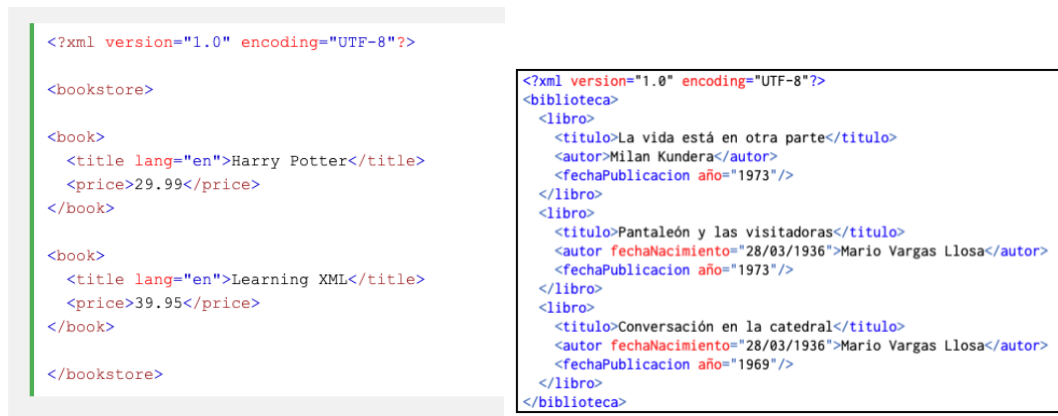 <?xml version="1.0" encoding="UTF-8"?>
<bookstore>
<book>
<title lang="en">Harry Potter</title>
<price>29.99</price>
</book>
<book>
<title lang="en">Learning XML</title>
<price>39.95</price>
</book>
</bookstore>
<?xml version="1.0" encoding="UTF-8"?>
<biblioteca>
<libro>
<titulo>La vida está en otra parte</titulo>
<autor>Milan Kundera</autor>
<fechaPublicacion año="1973"/>
</libro>
<libro>
<titulo>Pantaleón y las visitadoras</titulo>
<autor fechaNacimiento="28/03/1936">Mario Vargas Llosa</autor>
<fechaPublicacion año="1973"/>
</libro>
<libro>
<titulo>Conversación en la catedral</titulo>
<autor fechaNacimiento="28/03/1936">Mario Vargas Llosa</autor>
<fechaPublicacion año="1969"/>
</libro>
</biblioteca>